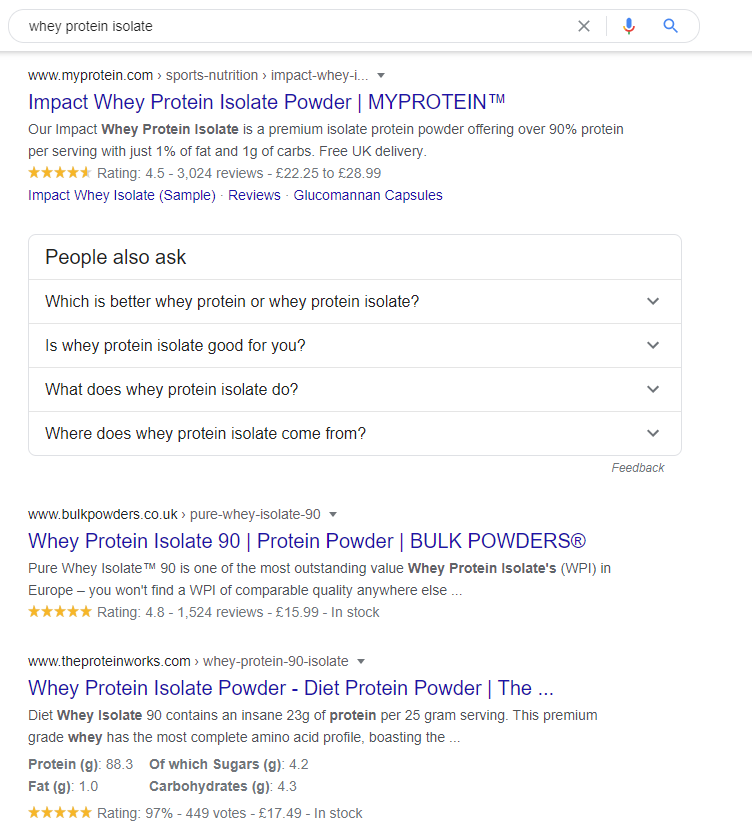 whey protein isolate
www.myprotein.com › sports-nutrition › impact-whey-i...
Impact Whey Protein Isolate Powder | MYPROTEIN™
Our Impact Whey Protein Isolate is a premium isolate protein powder offering over 90% protein
per serving with just 1% of fat and 1g of carbs. Free UK delivery.
Rating: 4.5 - 3,024 reviews - £22.25 to £28.99
Impact Whey Isolate (Sample) · Reviews · Glucomannan Capsules
People also ask
Which is better whey protein or whey protein isolate?
Is whey protein isolate good for you?
What does whey protein isolate do?
Where does whey protein isolate come from?
Feedback
www.bulkpowders.co.uk › pure-whey-isolate-90
Whey Protein Isolate 90 | Protein Powder | BULK POWDERS®
Pure Whey Isolate™ 90 is one of the most outstanding value Whey Protein Isolate's (WPI) in
Europe – you won't find a WPI of comparable quality anywhere else ...
Rating: 4.8 - 1,524 reviews - £15.99 - In stock
www.theproteinworks.com › whey-protein-90-isolate
Whey Protein Isolate Powder - Diet Protein Powder | The ...
Diet Whey Isolate 90 contains an insane 23g of protein per 25 gram serving. This premium
grade whey has the most complete amino acid profile, boasting the ...
Protein (g): 88.3 Of which Sugars (g): 4.2
Fat (g): 1.0 Carbohydrates (g): 4.3
Rating: 97% - 449 votes - £17.49 - In stock